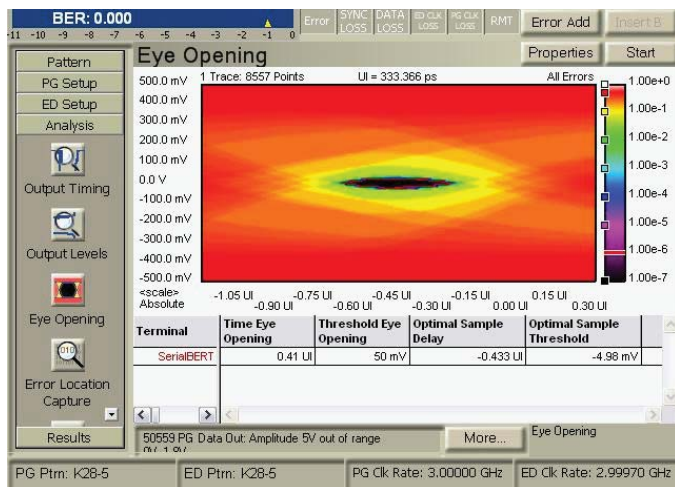 BER: 0.000
-11 -10 -9 -8 -7 -6 -5 -4 -3 -2 -1 0
Error
SYNC LOSS
DATA LOSS
ED CLK LOSS
PG CLK LOSS
RMT
Error Add
Insert B
Eye Opening
Properties
Start
Pattern
PG Setup
ED Setup
Analysis
Output Timing
Output Levels
Eye Opening
Error Location
Capture
Results
1 Trace: 8557 Points
UI = 333.366 ps
All Errors
500.0 mV
400.0 mV
300.0 mV
200.0 mV
100.0 mV
0.0 V
-100.0 mV
-200.0 mV
-300.0 mV
-400.0 mV
-500.0 mV
1.00e+0
1.00e-1
1.00e-2
1.00e-3
1.00e-4
1.00e-5
1.00e-6
1.00e-7
<scale>
Absolute
-1.05 UI -0.75 UI -0.45 UI -0.15 UI 0.15 UI
-0.90 UI -0.60 UI -0.30 UI 0.00 UI 0.30 UI
Terminal Time Eye Opening Threshold Eye Opening Optimal Sample Delay Optimal Sample Threshold
SerialBERT 0.41 UI 50 mV -0.433 UI -4.98 mV
50559 PG Data Out: Amplitude 5V out of range
More...
Eye Opening
PG Ptrn: K28-5
ED Ptrn: K28-5
PG Clk Rate: 3.00000 GHz
ED Clk Rate: 2.99970 GHz